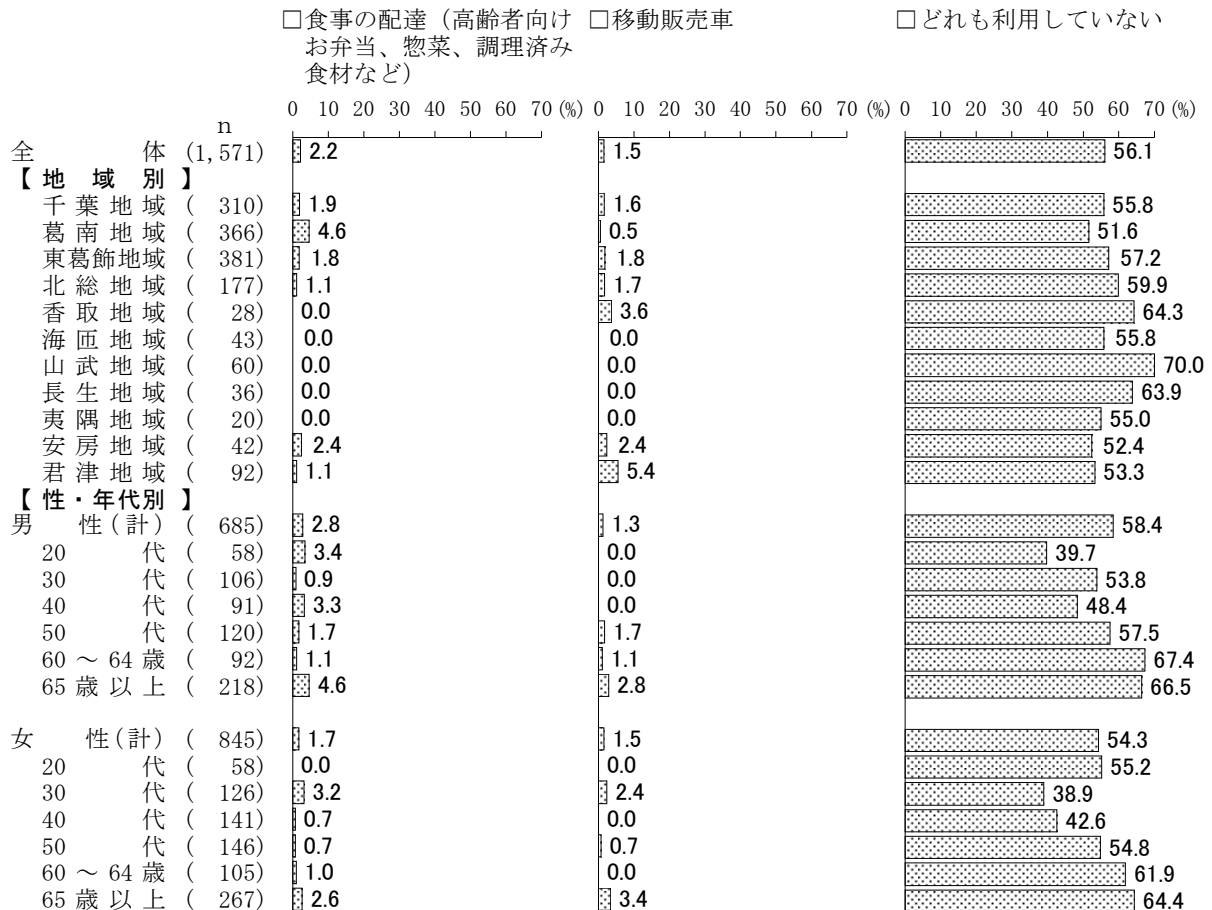 □食事の配達（高齢者向け
お弁当、惣菜、調理済み
食材など）
□移動販売車
□どれも利用していない
0 10 20 30 40 50 60 70 (%) 0 10 20 30 40 50 60 70 (%) 0 10 20 30 40 50 60 70 (%)
n
全体 (1,571) 2.2 1.5 56.1
【地域別】
千葉地域 ( 310) 1.9 1.6 55.8
葛南地域 ( 366) 4.6 0.5 51.6
東葛飾地域 ( 381) 1.8 1.8 57.2
北総地域 ( 177) 1.1 1.7 59.9
香取地域 ( 28) 0.0 3.6 64.3
海匝地域 ( 43) 0.0 0.0 55.8
山武地域 ( 60) 0.0 0.0 70.0
長生地域 ( 36) 0.0 0.0 63.9
夷隅地域 ( 20) 0.0 0.0 55.0
安房地域 ( 42) 2.4 2.4 52.4
君津地域 ( 92) 1.1 5.4 53.3
【性・年代別】
男性(計) ( 685) 2.8 1.3 58.4
20代 ( 58) 3.4 0.0 39.7
30代 ( 106) 0.9 0.0 53.8
40代 ( 91) 3.3 0.0 48.4
50代 ( 120) 1.7 1.7 57.5
60～64歳 ( 92) 1.1 1.1 67.4
65歳以上 ( 218) 4.6 2.8 66.5
女性(計) ( 845) 1.7 1.5 54.3
20代 ( 58) 0.0 0.0 55.2
30代 ( 126) 3.2 2.4 38.9
40代 ( 141) 0.7 0.0 42.6
50代 ( 146) 0.7 0.7 54.8
60～64歳 ( 105) 1.0 0.0 61.9
65歳以上 ( 267) 2.6 3.4 64.4